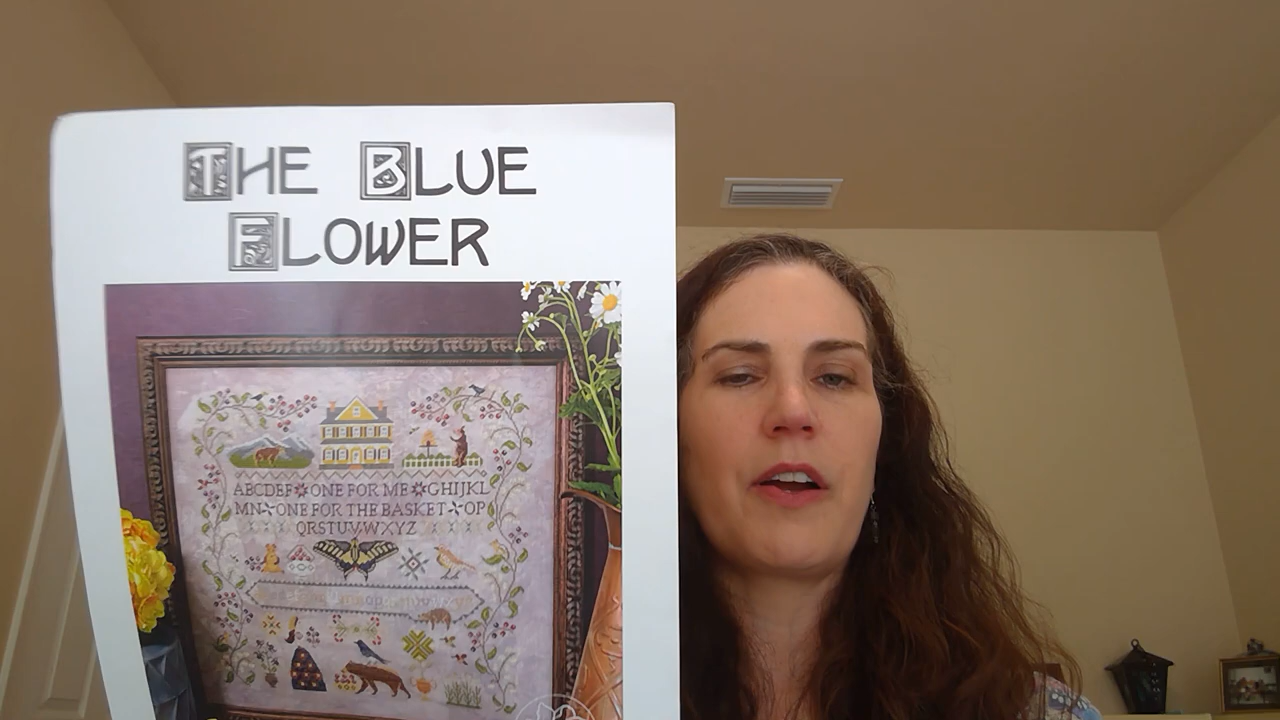 THE BLUE
FLOWER
ABCDEF ONE FOR ME GHIJKL
MN ONE FOR THE BASKET OP
QRSTUVWXYZ